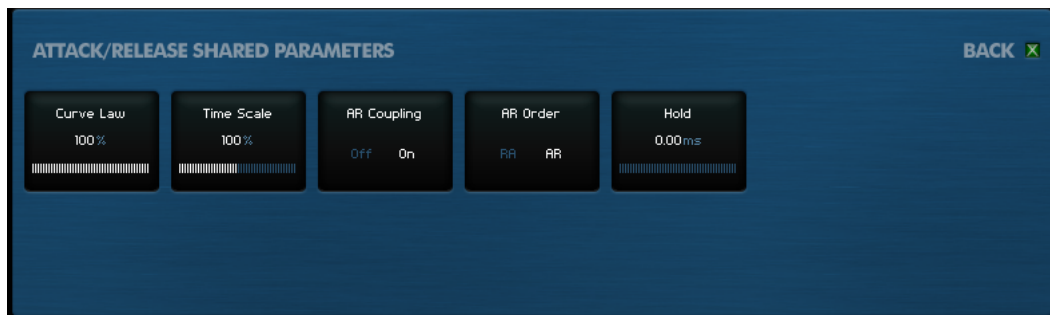 ATTACK/RELEASE SHARED PARAMETERS
BACK X
Curve Law
100%
Time Scale
100%
AR Coupling
Off On
AR Order
RA AR
Hold
0.00ms